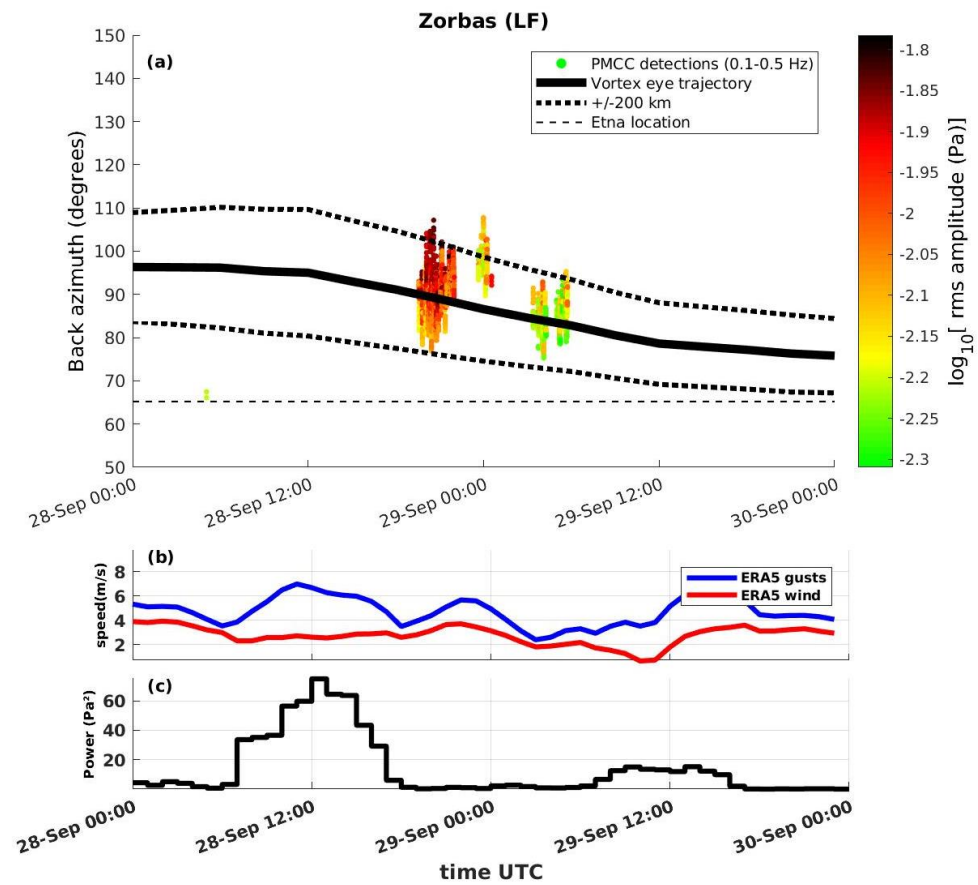 Zorbas (LF)
(a)
PMCC detections (0.1-0.5 Hz)
Vortex eye trajectory
+/-200 km
Etna location
Back azimuth (degrees)
150
140
130
120
110
100
90
80
70
60
50
28-Sep 00:00
28-Sep 12:00
29-Sep 00:00
29-Sep 12:00
30-Sep 00:00
-1.8
-1.85
-1.9
-1.95
-2
-2.05
-2.1
-2.15
-2.2
-2.25
-2.3
log10[ rms amplitude (Pa)]
(b)
ERA5 gusts
ERA5 wind
speed(m/s)
8
6
4
2
(c)
Power (Pa²)
60
40
20
28-Sep 00:00
28-Sep 12:00
29-Sep 00:00
29-Sep 12:00
30-Sep 00:00
time UTC